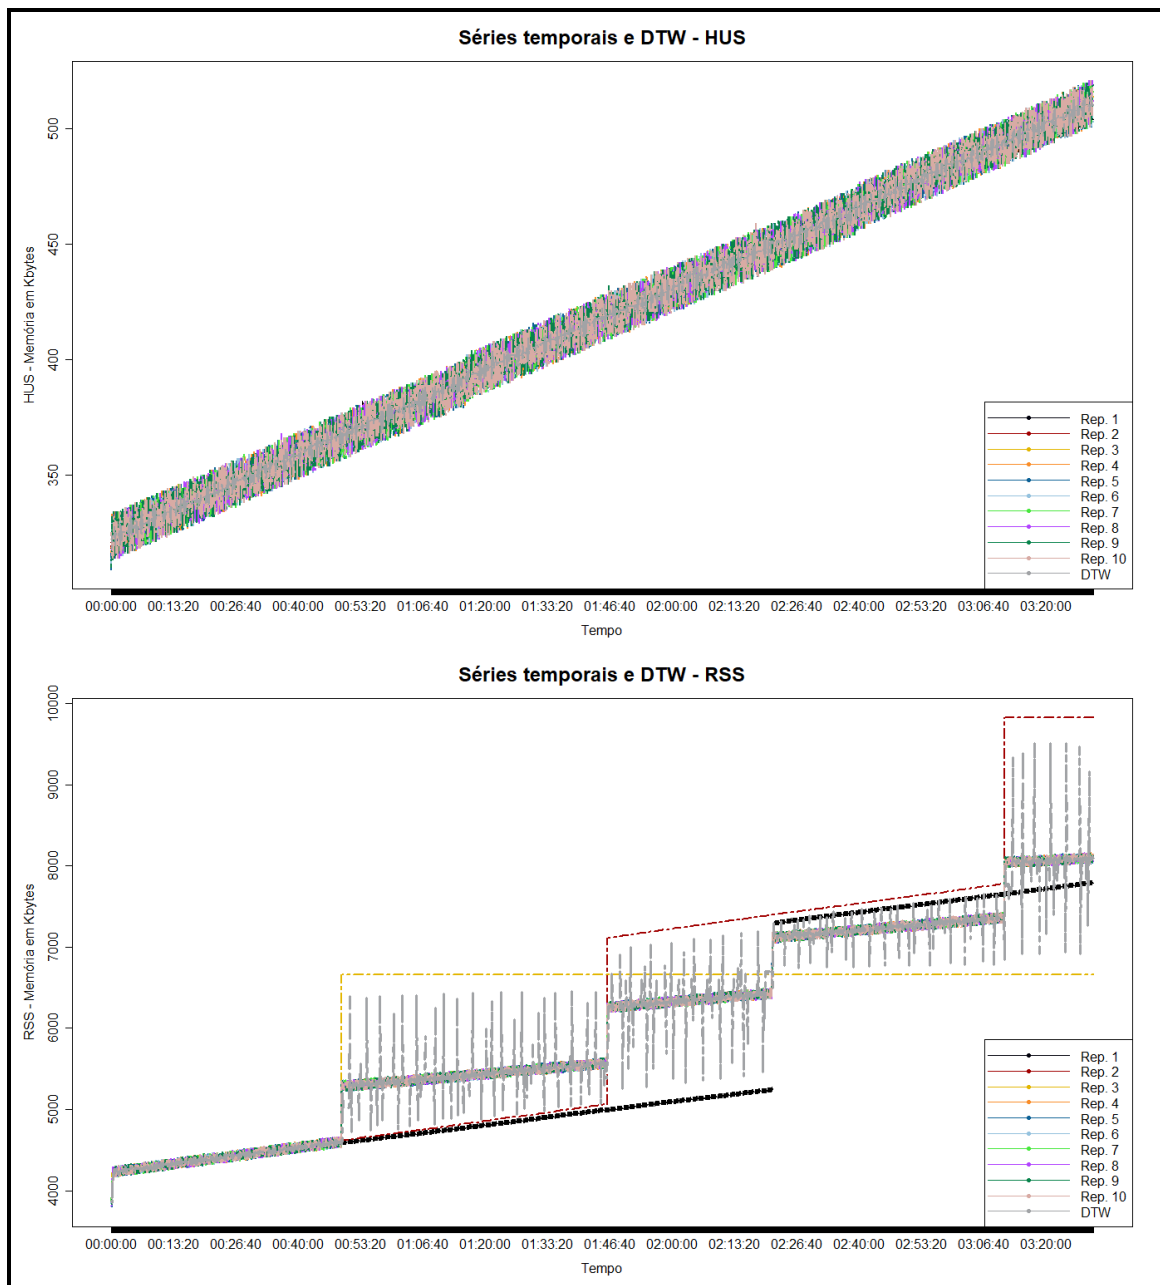 Séries temporais e DTW - HUS
HUS - Memória em Kbytes
500
450
400
350
Rep. 1
Rep. 2
Rep. 3
Rep. 4
Rep. 5
Rep. 6
Rep. 7
Rep. 8
Rep. 9
Rep. 10
DTW
00:00:00 00:13:20 00:26:40 00:40:00 00:53:20 01:06:40 01:20:00 01:33:20 01:46:40 02:00:00 02:13:20 02:26:40 02:40:00 02:53:20 03:06:40 03:20:00
Tempo
Séries temporais e DTW - RSS
RSS - Memória em Kbytes
10000
9000
8000
7000
6000
5000
4000
Rep. 1
Rep. 2
Rep. 3
Rep. 4
Rep. 5
Rep. 6
Rep. 7
Rep. 8
Rep. 9
Rep. 10
DTW
00:00:00 00:13:20 00:26:40 00:40:00 00:53:20 01:06:40 01:20:00 01:33:20 01:46:40 02:00:00 02:13:20 02:26:40 02:40:00 02:53:20 03:06:40 03:20:00
Tempo